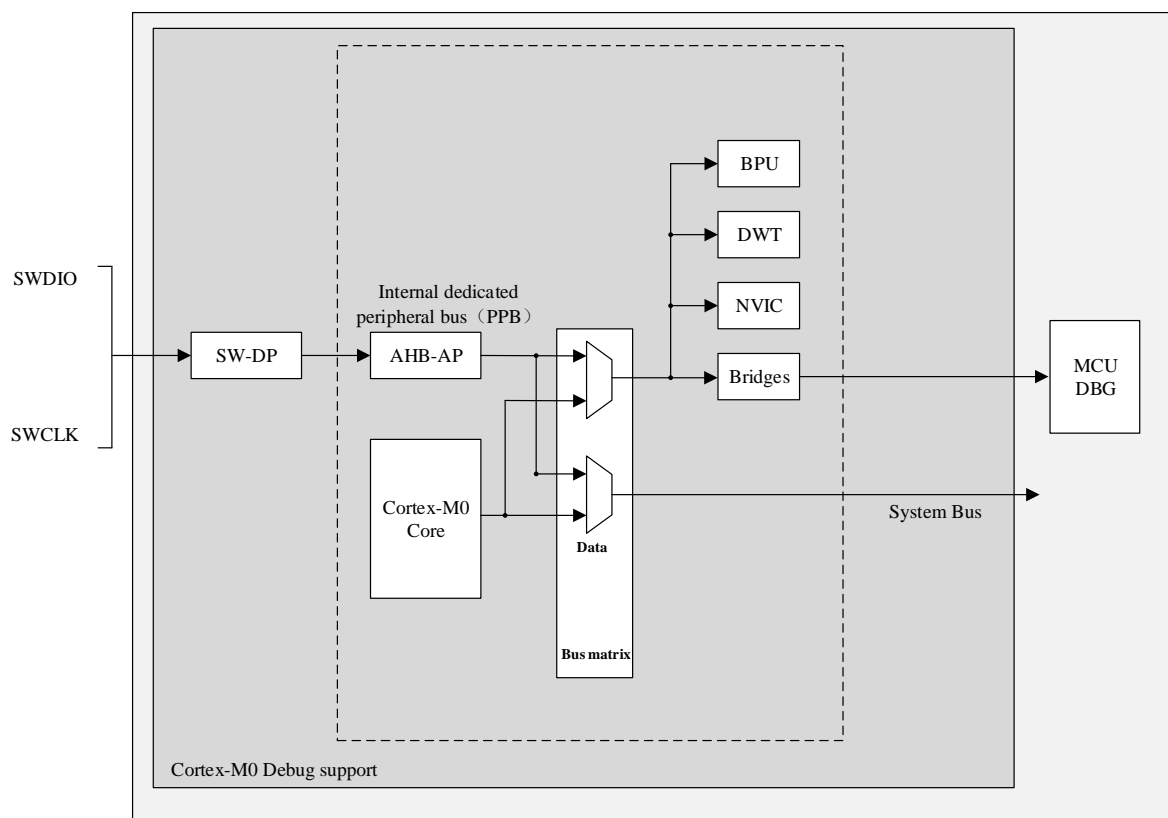 BPU
DWT
SWDIO
Internal dedicated
peripheral bus（PPB）
NVIC
SW-DP
AHB-AP
Bridges
MCU
DBG
SWCLK
Cortex-M0
Core
System Bus
Data
Bus matrix
Cortex-M0 Debug support